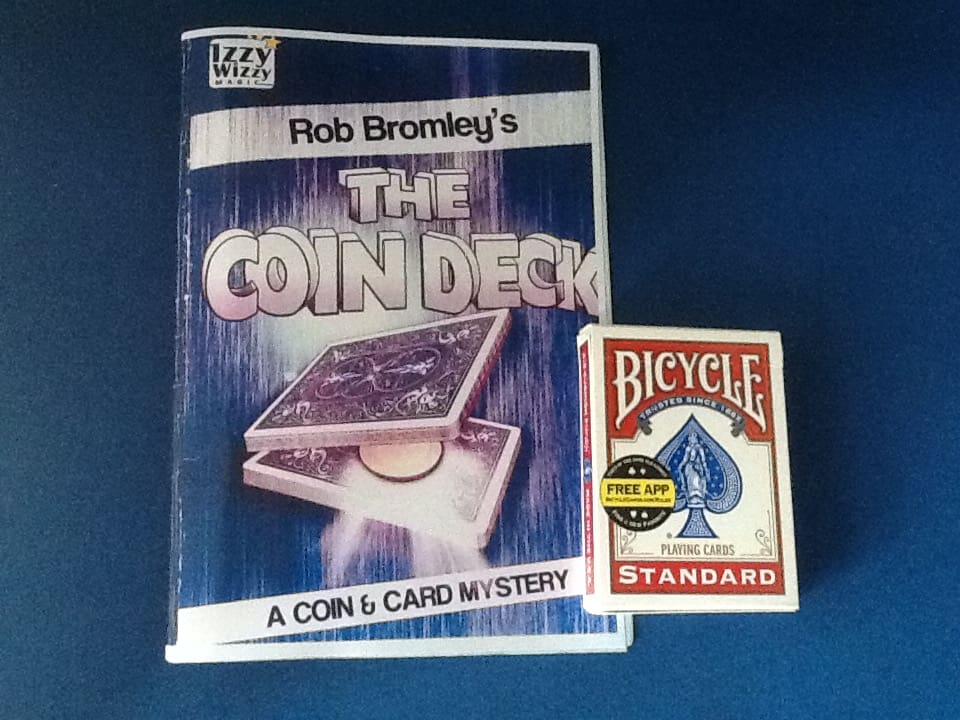 Izzy
Wizzy
MAGIC
Rob Bromley's
THE
COIN DECK
A COIN & CARD MYSTERY
BICYCLE
TRUSTED SINCE 1885
FREE APP
PLAYING CARDS
STANDARD